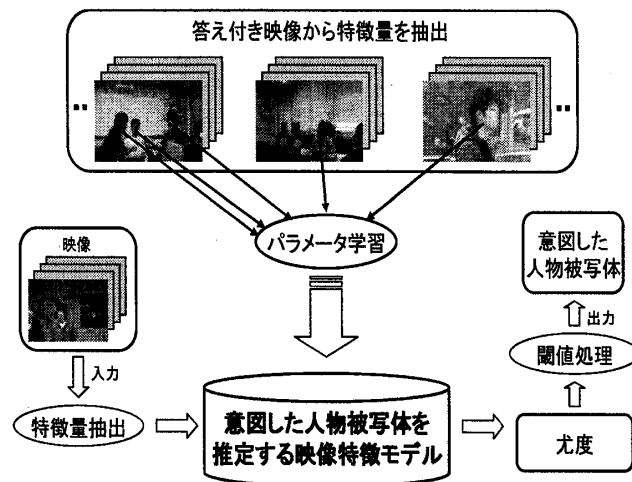 答え付き映像から特徴量を抽出
パラメータ学習
映像
入力
特徴量抽出
意図した人物被写体を
推定する映像特徴モデル
尤度
閾値処理
出力
意図した
人物被写体